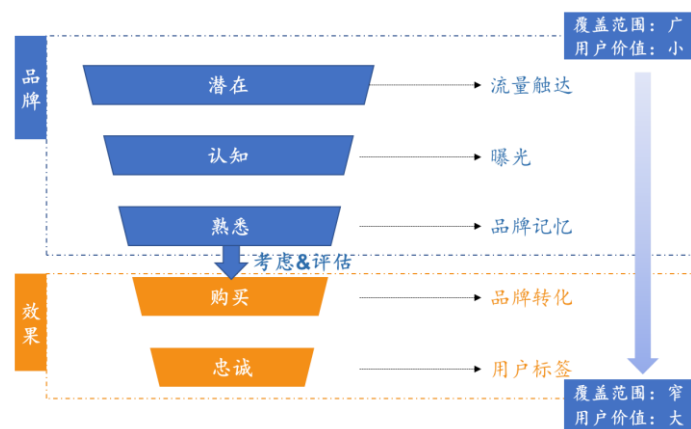 覆盖范围：广
用户价值：小
品牌
潜在
流量触达
认知
曝光
熟悉
品牌记忆
考虑&评估
效果
购买
品牌转化
忠诚
用户标签
覆盖范围：窄
用户价值：大